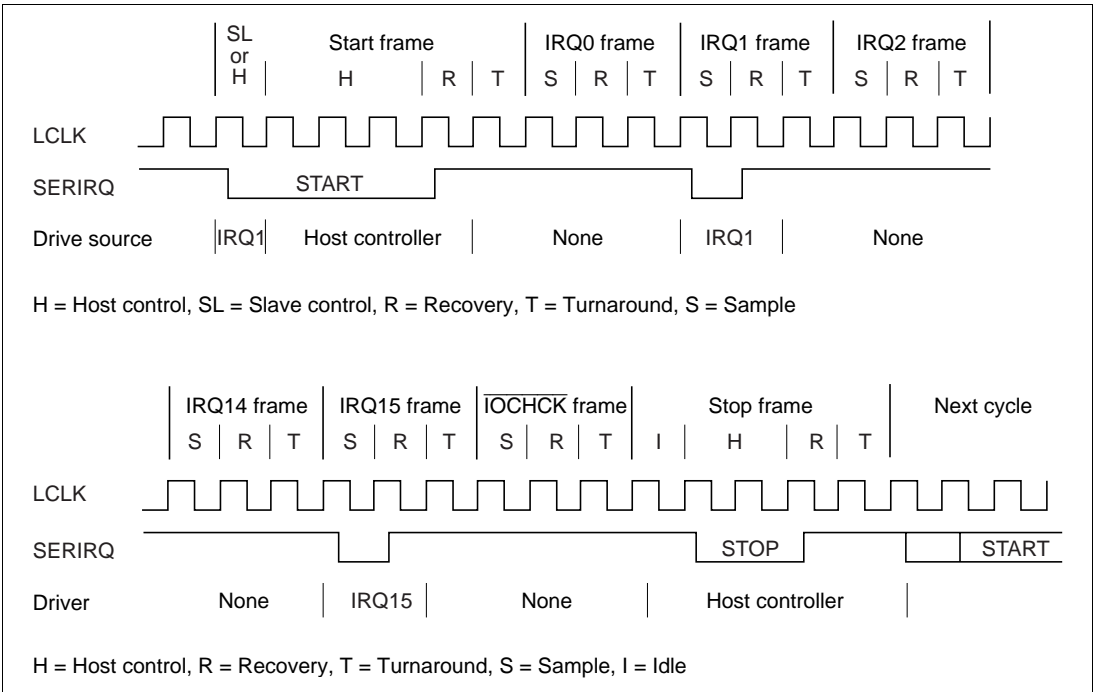 SL or H Start frame IRQ0 frame IRQ1 frame IRQ2 frame
H R T S R T S R T S R T
LCLK
SERIRQ START
Drive source IRQ1 Host controller None IRQ1 None
H = Host control, SL = Slave control, R = Recovery, T = Turnaround, S = Sample
IRQ14 frame IRQ15 frame IOCHCK frame Stop frame Next cycle
S R T S R T S R T I H R T
LCLK
SERIRQ STOP START
Driver None IRQ15 None Host controller
H = Host control, R = Recovery, T = Turnaround, S = Sample, I = Idle